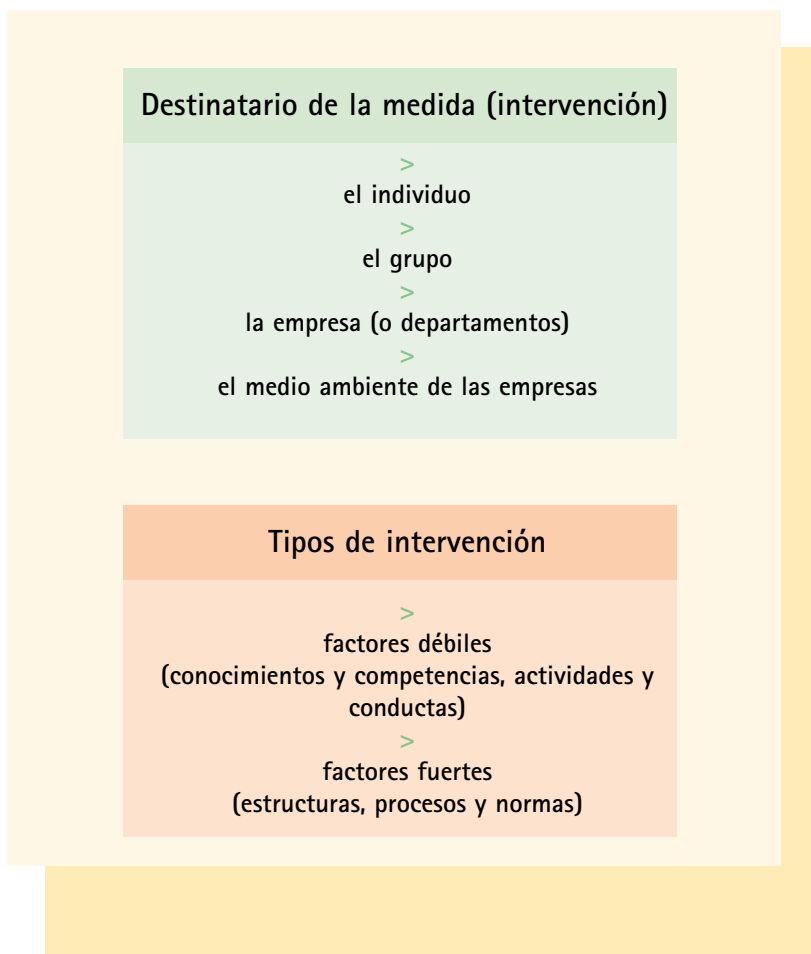 Destinatario de la medida (intervención)
>
el individuo
>
el grupo
>
la empresa (o departamentos)
>
el medio ambiente de las empresas
Tipos de intervención
>
factores débiles
(conocimientos y competencias, actividades y
conductas)
>
factores fuertes
(estructuras, procesos y normas)